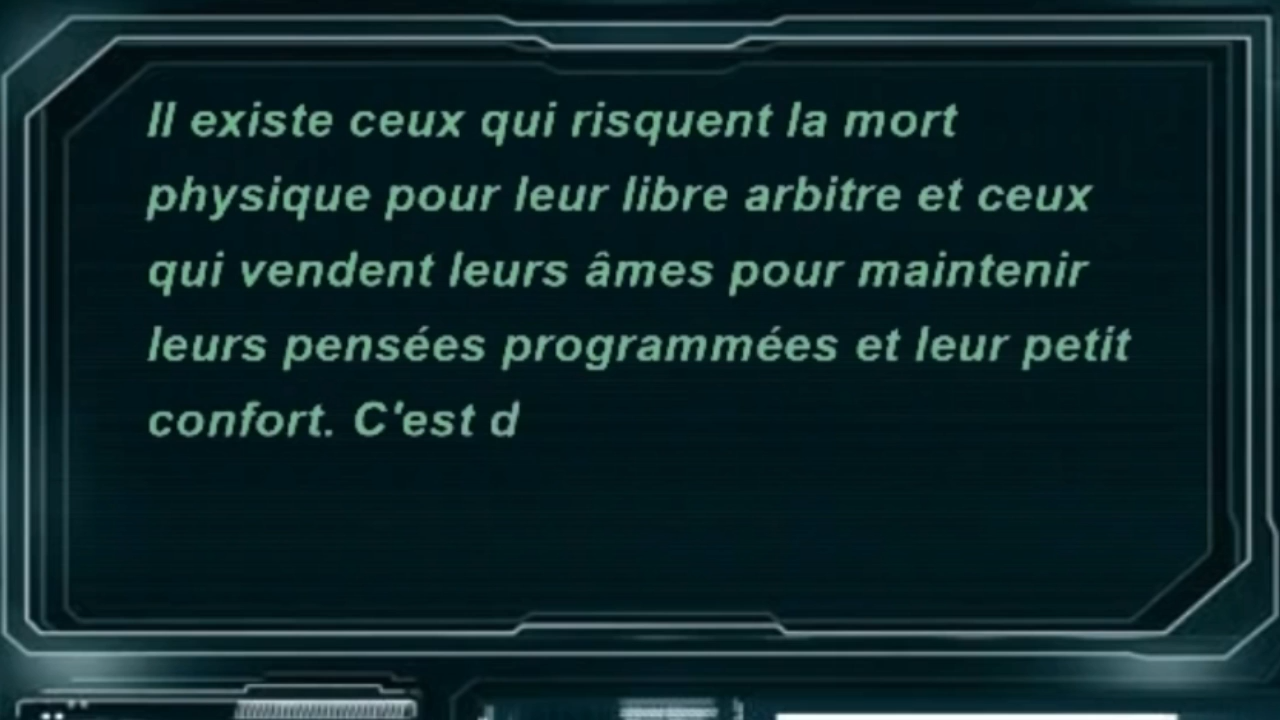 Il existe ceux qui risquent la mort
physique pour leur libre arbitre et ceux
qui vendent leurs âmes pour maintenir
leurs pensées programmées et leur petit
confort. C'est d